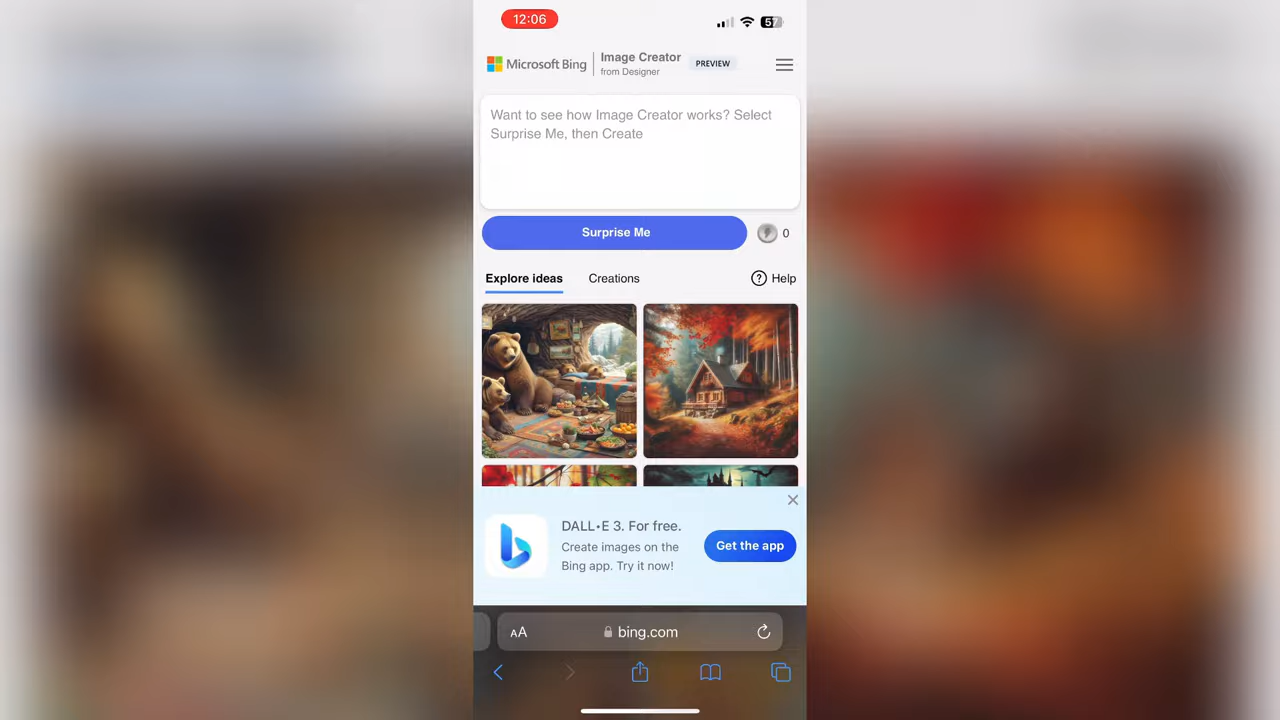 12:06
57
Microsoft Bing
Image Creator
from Designer
PREVIEW
Want to see how Image Creator works? Select
Surprise Me, then Create
Surprise Me
0
Explore ideas
Creations
? Help
DALL•E 3. For free.
Create images on the
Bing app. Try it now!
Get the app
AA
bing.com